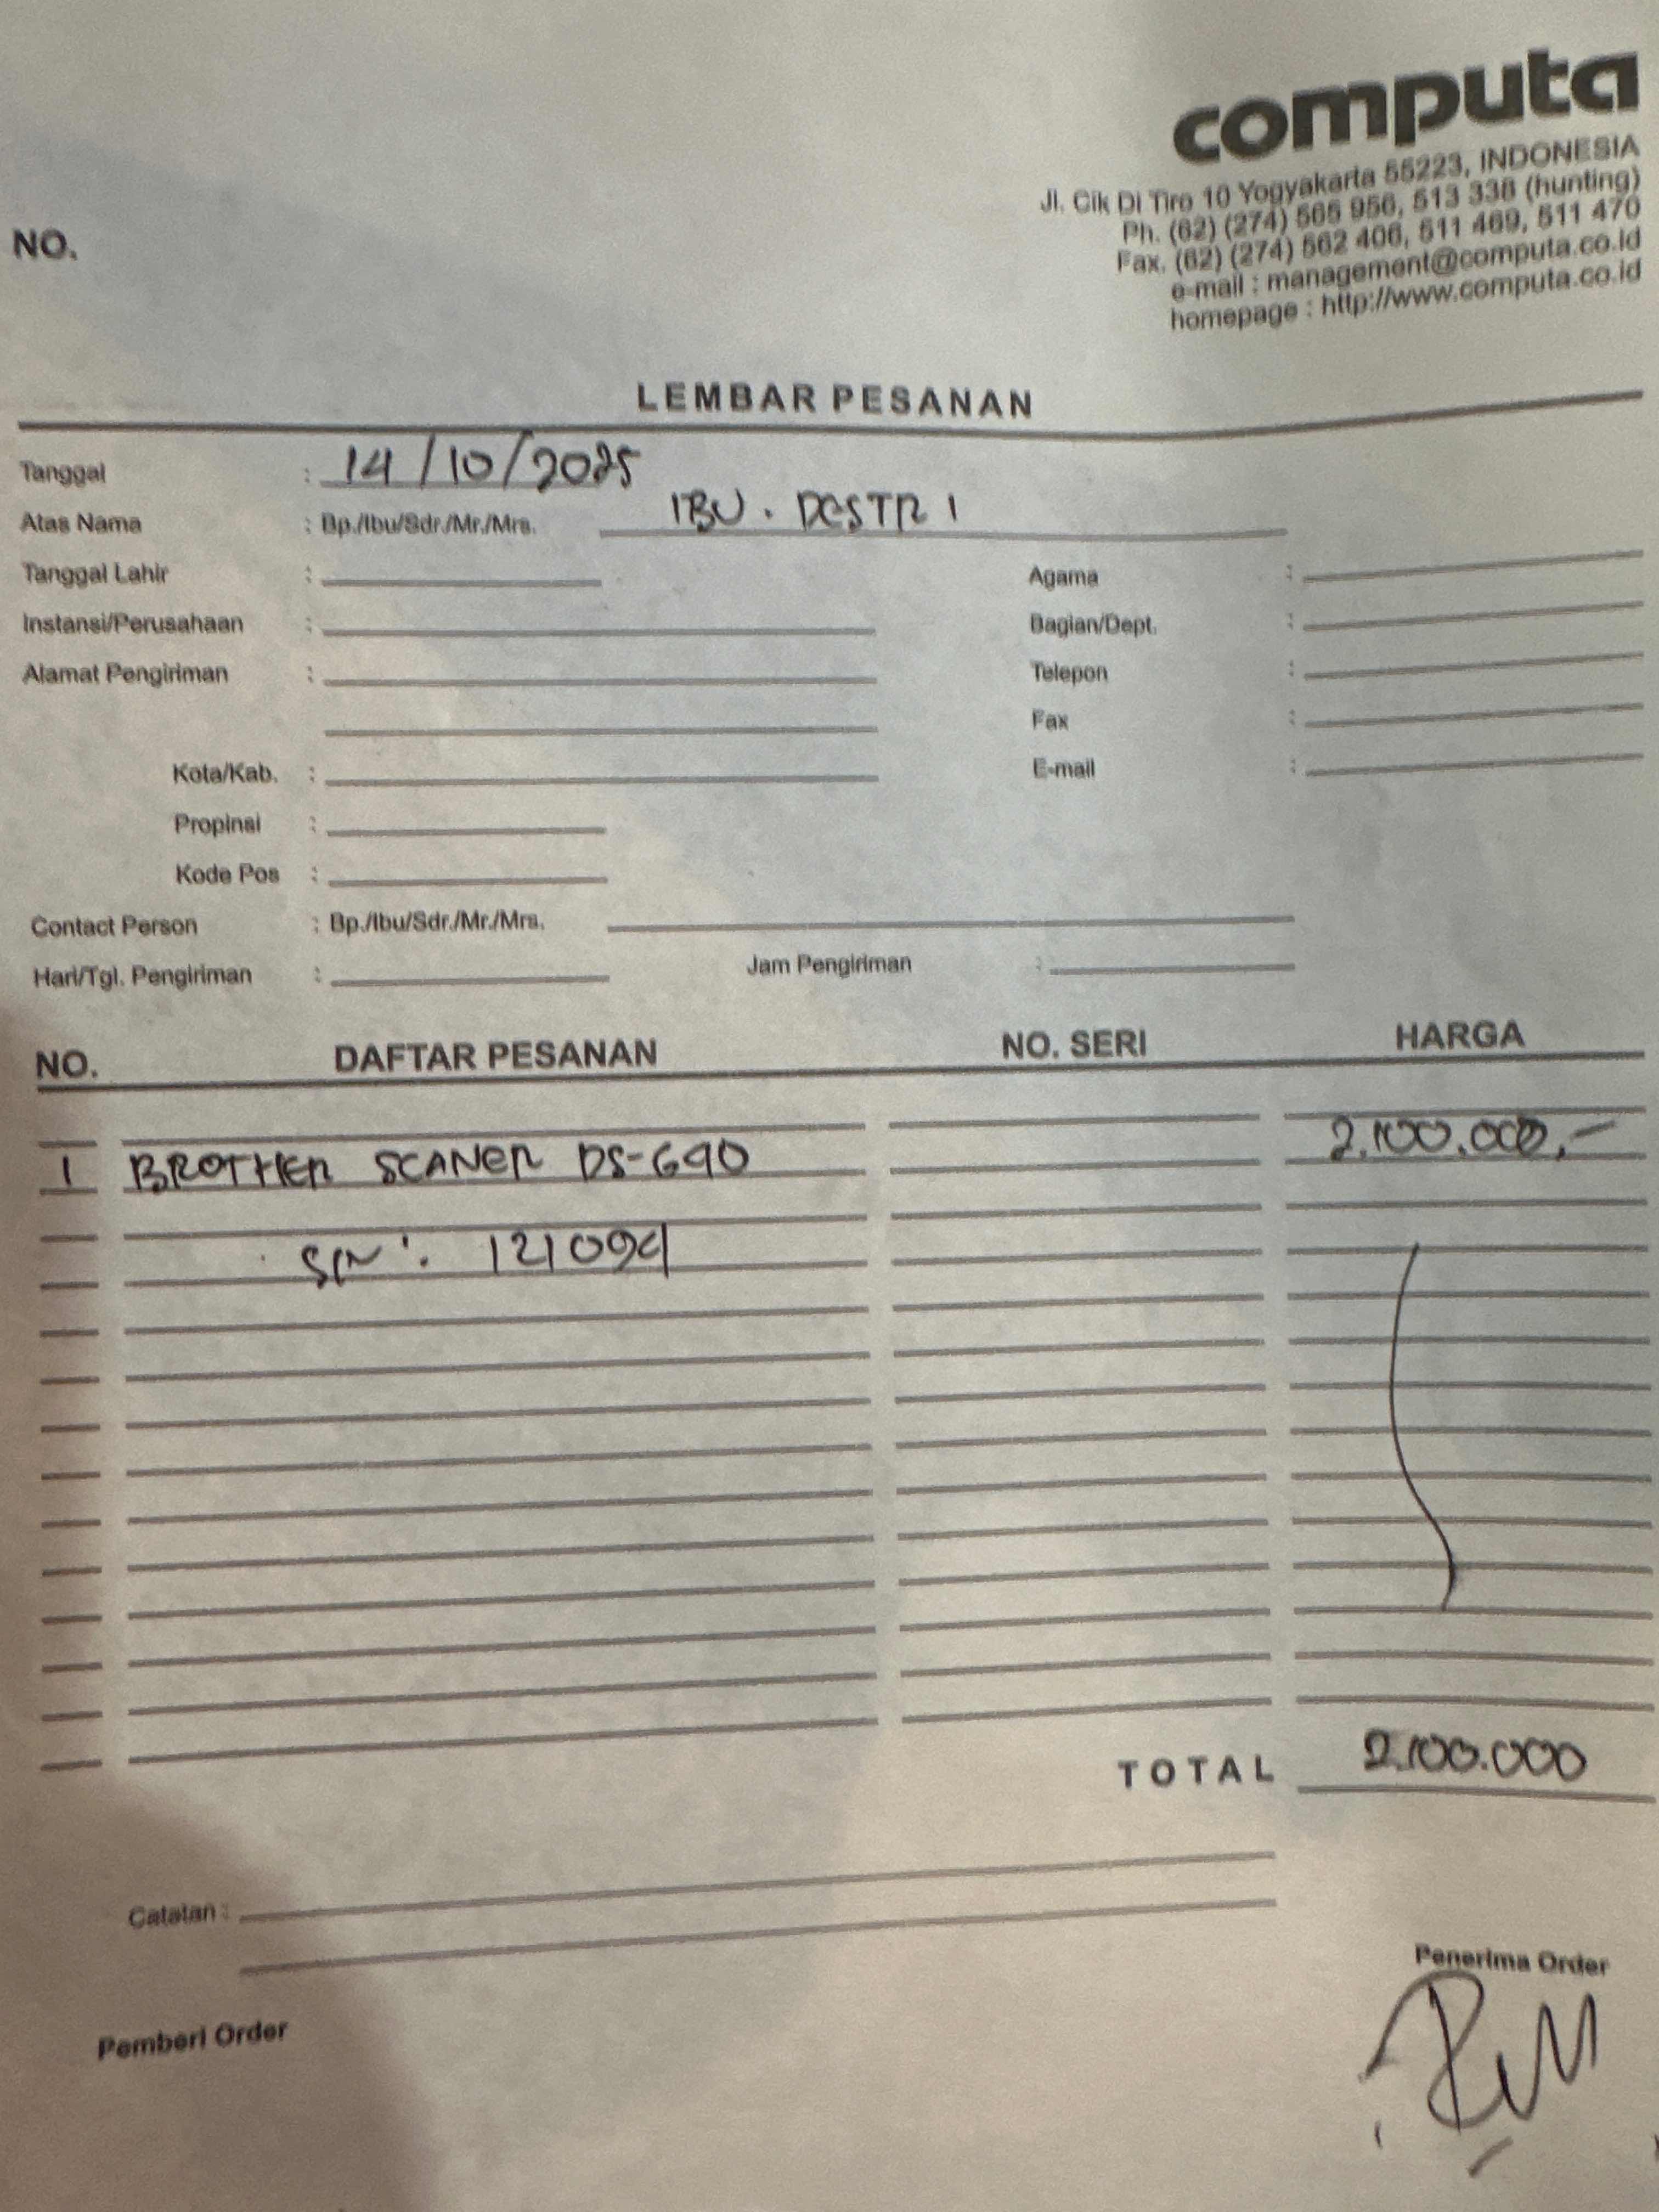 computa
Jl. Cik Di Tiro 10 Yogyakarta 55223, INDONESIA
Ph. (62) (274) 565 956, 513 338 (hunting)
Fax. (62) (274) 562 406, 511 469, 511 470
e-mail : management@computa.co.id
homepage : http://www.computa.co.id
NO.
LEMBAR PESANAN
Tanggal : 14/10/2025
Atas Nama : Bp./Ibu/Sdr./Mr./Mrs. IBU. DESTRI
Tanggal Lahir :
Agama :
Instansi/Perusahaan :
Bagian/Dept. :
Alamat Pengiriman :
Telepon :
Fax :
Kota/Kab. :
E-mail :
Propinsi :
Kode Pos :
Contact Person : Bp./Ibu/Sdr./Mr./Mrs.
Hari/Tgl. Pengiriman : Jam Pengiriman :
NO. DAFTAR PESANAN NO. SERI HARGA
1 BROTHER SCANER DS-640 2.100.000,-
S/N : 121094
TOTAL 2.100.000
Catatan :
Penerima Order
Pemberi Order